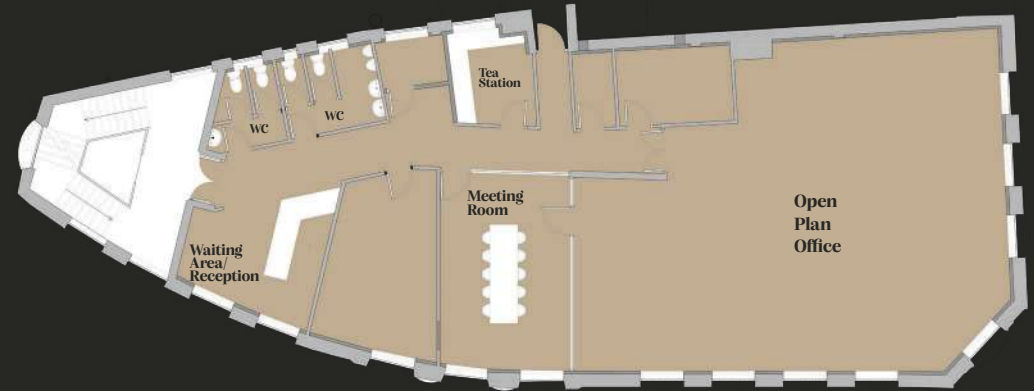 WC
WC
Tea
Station
Waiting
Area/
Reception
Meeting
Room
Open
Plan
Office